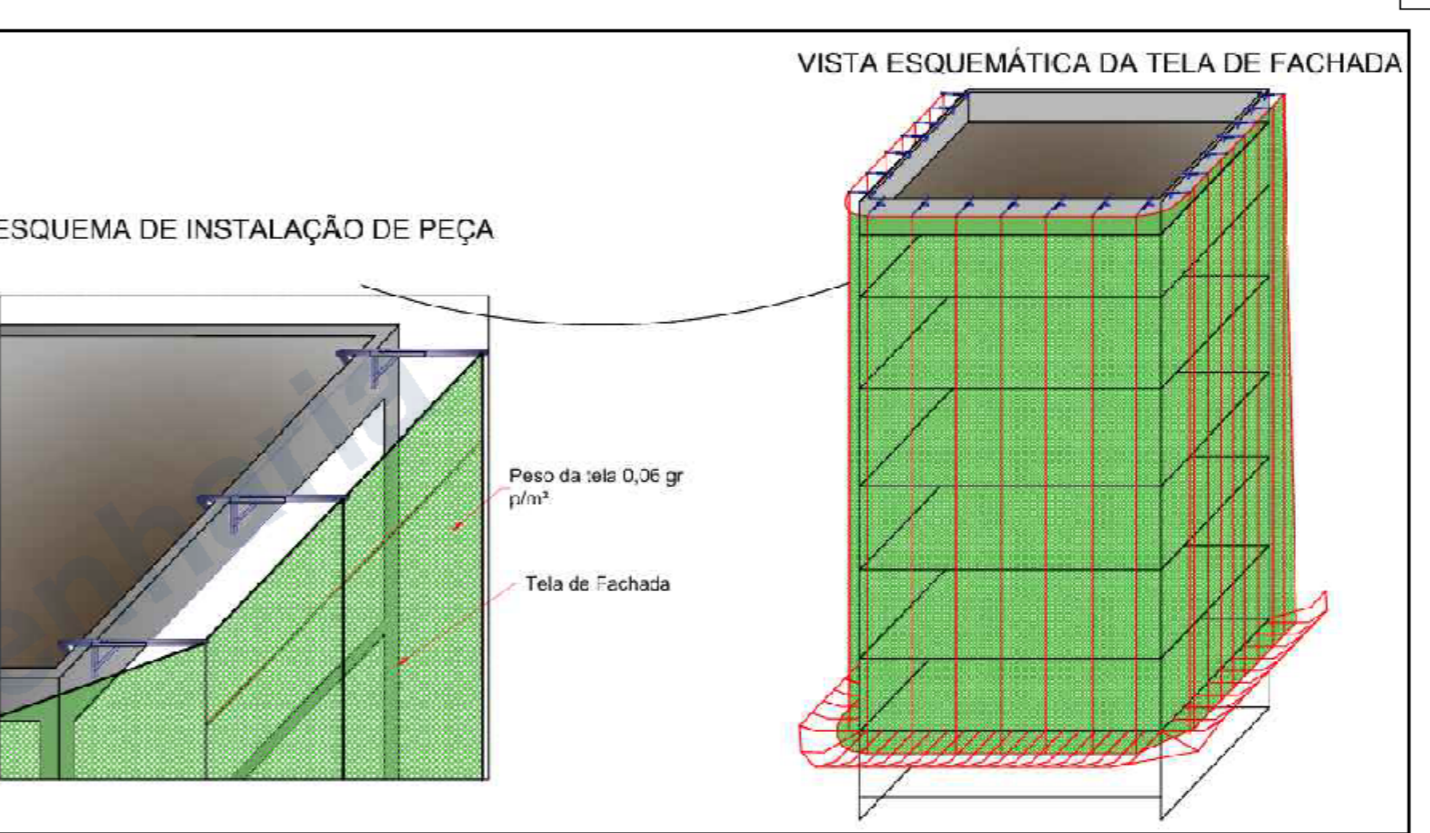 VISTA ESQUEMÁTICA DA TELA DE FACHADA
ESQUEMA DE INSTALAÇÃO DE PEÇA
Peso da tela 0,06 gr
p/m²
Tela de Fachada